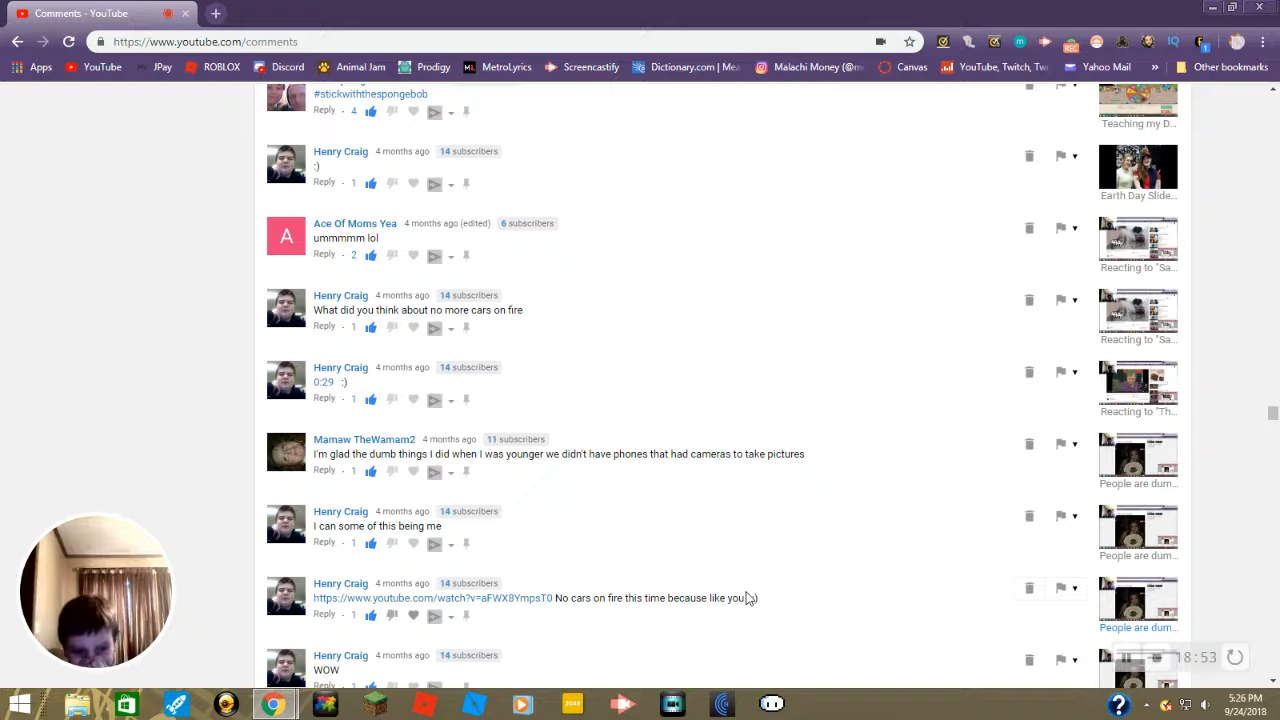 Comments - YouTube
https://www.youtube.com/comments
Apps YouTube JPay ROBLOX Discord Animal Jam Prodigy MetroLyrics Screencastify Dictionary.com | Mea Malachi Money (@mo Canvas YouTube, Twitch, Twi Yahoo Mail Other bookmarks
#stickwiththespongebob
Reply · 4
Teaching my D...
Henry Craig 4 months ago 14 subscribers
:)
Reply · 1
Earth Day Slide...
Ace Of Moms Yea 4 months ago (edited) 6 subscribers
ummmmm lol
Reply · 2
Reacting to "Sa...
Henry Craig 4 months ago 14 subscribers
What did you think about no more cars on fire
Reply · 1
Reacting to "Sa...
Henry Craig 4 months ago 14 subscribers
0:29 :)
Reply · 1
Reacting to "Th...
Mamaw TheWamam2 4 months ago 11 subscribers
I'm glad the dumb things I did when I was younger we didn't have phones that had cameras to take pictures
Reply · 1
People are dum...
Henry Craig 4 months ago 14 subscribers
I can some of this being me
Reply · 1
People are dum...
Henry Craig 4 months ago 14 subscribers
https://www.youtube.com/watch?v=aFWX8YmpsT0 No cars on fire this time because like you :)
Reply · 1
People are dum...
Henry Craig 4 months ago 14 subscribers
WOW
18:53
5:26 PM
9/24/2018